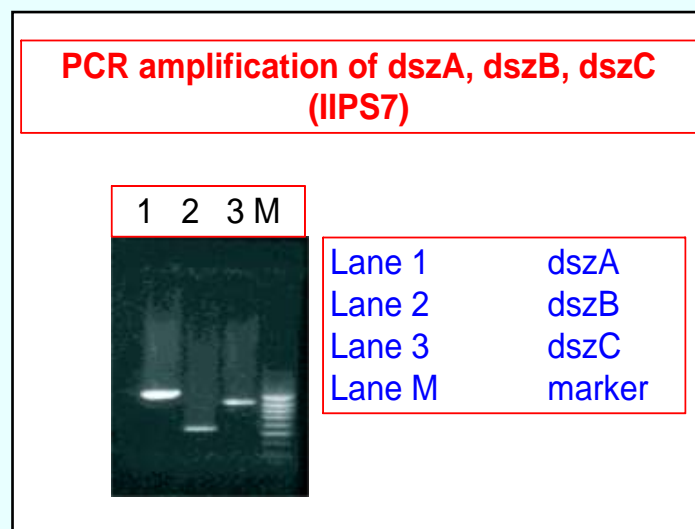 PCR amplification of dszA, dszB, dszC
(IIPS7)
1 2 3 M
Lane 1 dszA
Lane 2 dszB
Lane 3 dszC
Lane M marker